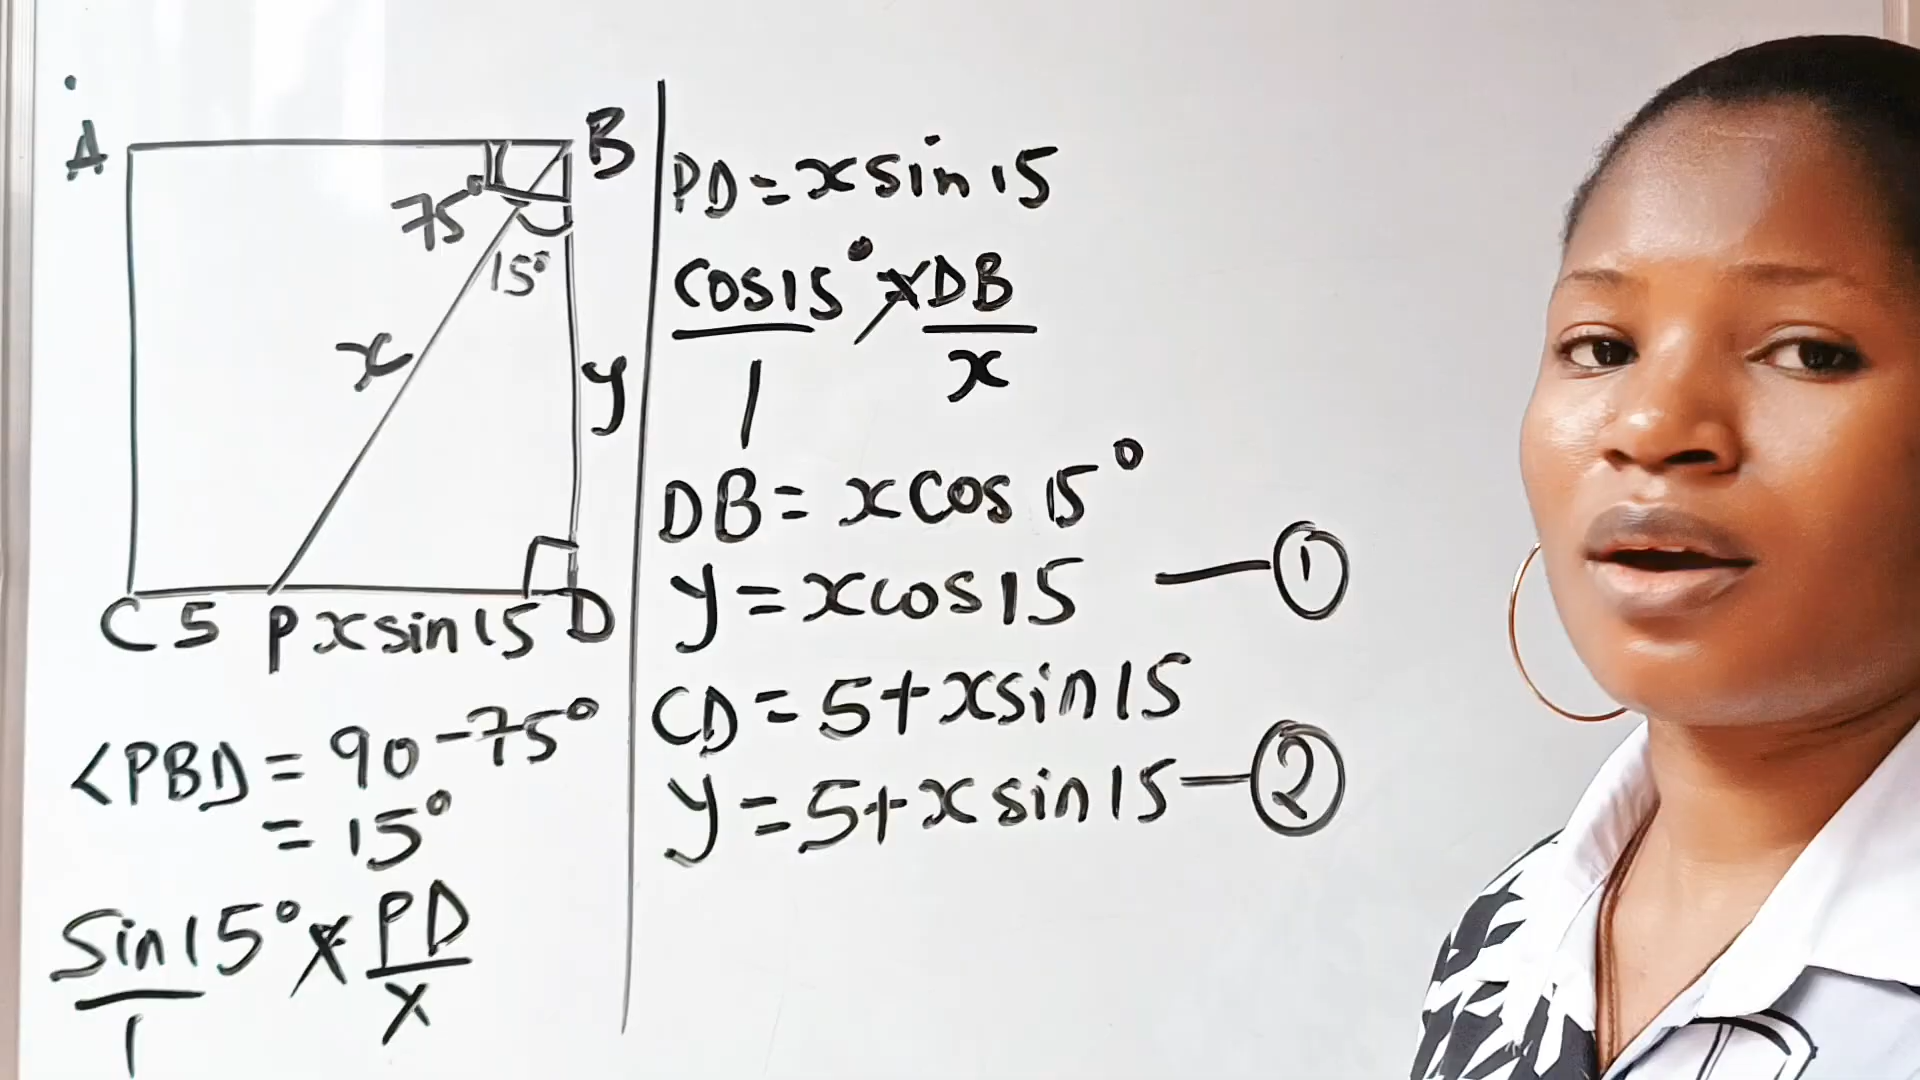 A
B
75°
15°
x
y
C 5 P x sin 15 D
<PBD = 90 - 75°
= 15°
Sin 15° PD
1 x
PD = x sin 15
Cos 15° DB
1 x
DB = x cos 15°
y = x cos 15 — ①
CD = 5 + x sin 15
y = 5 + x sin 15 — ②